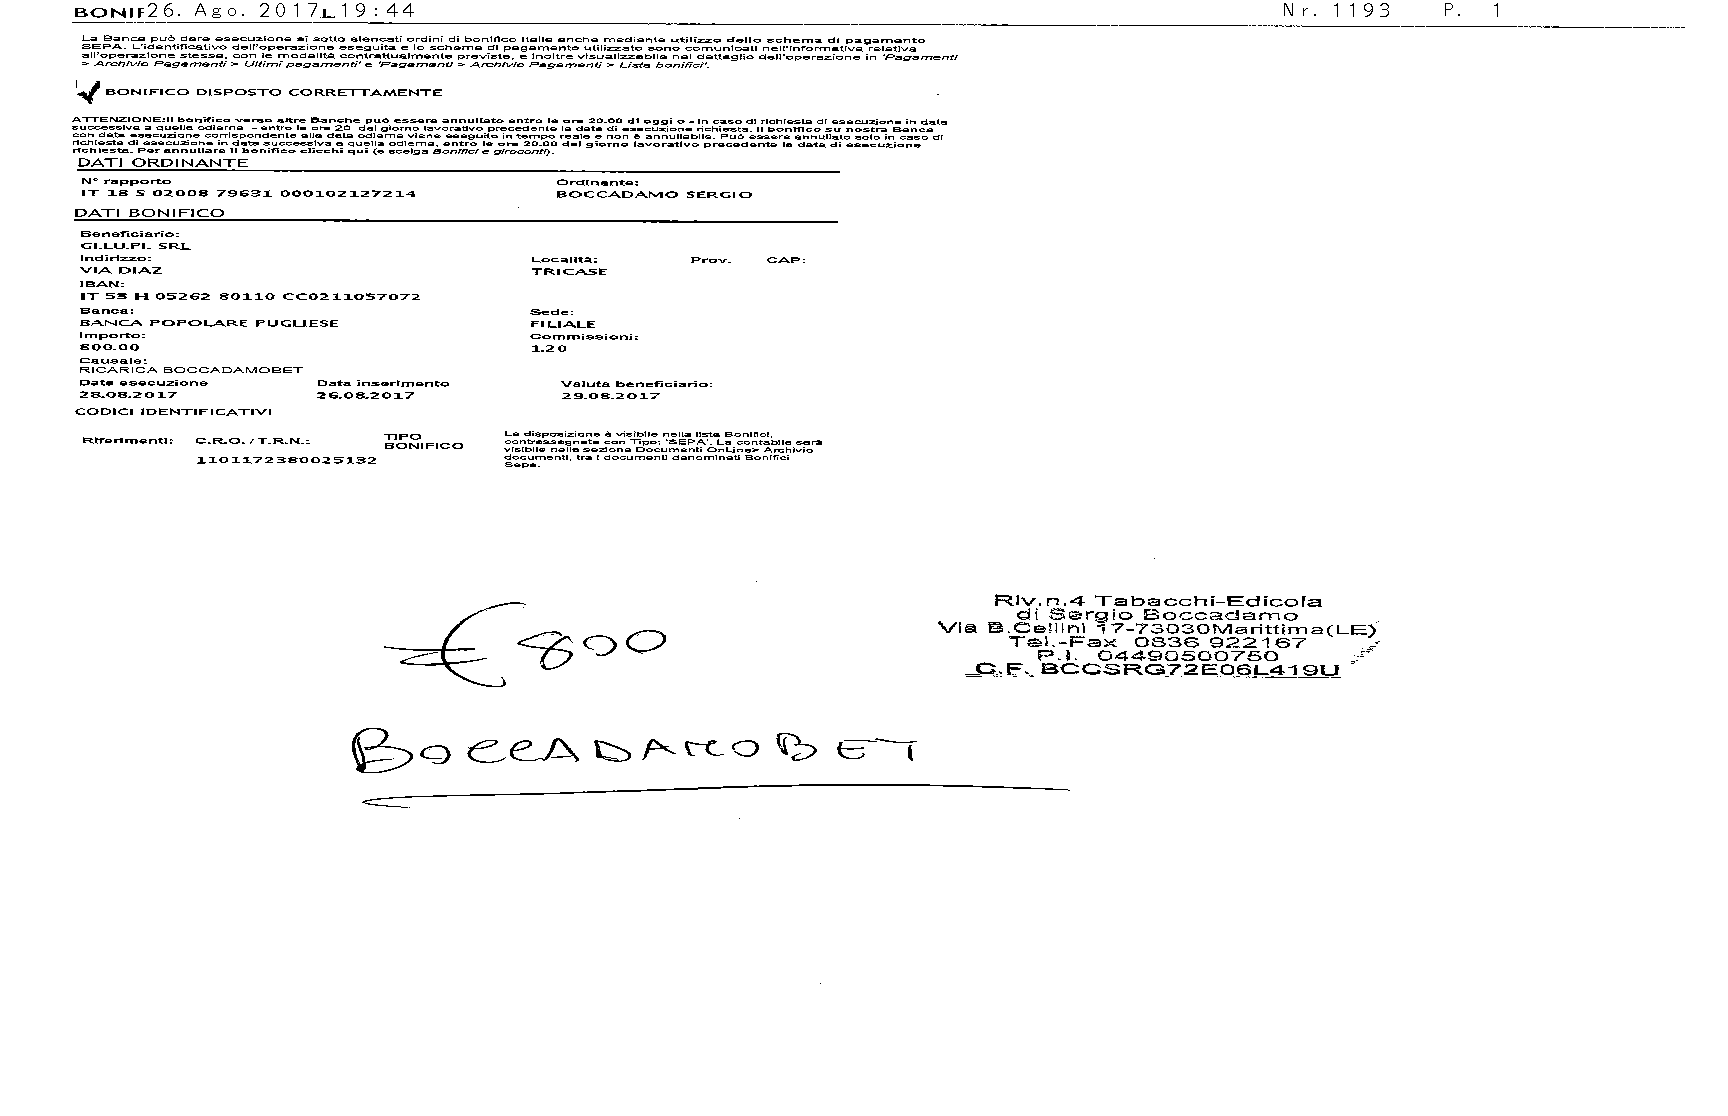 BONIF26. Ago. 2017 L19:44 Nr. 1193 P. 1
La Banca può dare esecuzione ai sotto elencati ordini di bonifico Italia anche mediante utilizzo dello schema di pagamento
SEPA. L'identificativo dell'operazione eseguita e lo schema di pagamento utilizzato sono comunicati nell'informativa relativa
all'operazione stessa, con le modalità contrattualmente previste, e inoltre visualizzabile nel dettaglio dell'operazione in 'Pagamenti
> Archivio Pagamenti > Ultimi pagamenti' e 'Pagamenti > Archivio Pagamenti > Lista bonifici'.
BONIFICO DISPOSTO CORRETTAMENTE
ATTENZIONE:Il bonifico verso altre Banche può essere annullato entro le ore 20.00 di oggi o - in caso di richiesta di esecuzione in data
successiva a quella odierna - entro le ore 20 del giorno lavorativo precedente la data di esecuzione richiesta. Il bonifico su nostra Banca
con data esecuzione corrispondente alla data odierna viene eseguito in tempo reale e non è annullabile. Può essere annullato solo in caso di
richiesta di esecuzione in data successiva a quella odierna, entro le ore 20.00 del giorno lavorativo precedente la data di esecuzione
richiesta. Per annullare il bonifico clicchi qui (e scelga Bonifici e giroconti).
DATI ORDINANTE
N° rapporto Ordinante:
IT 18 S 02008 79631 000102127214 BOCCADAMO SERGIO
DATI BONIFICO
Beneficiario:
GI.LU.PI. SRL
Indirizzo: Località: Prov. CAP:
VIA DIAZ TRICASE
IBAN:
IT 53 H 05262 80110 CC0211057072
Banca: Sede:
BANCA POPOLARE PUGLIESE FILIALE
Importo: Commissioni:
800.00 1.20
Causale:
RICARICA BOCCADAMOBET
Data esecuzione Data inserimento Valuta beneficiario:
28.08.2017 26.08.2017 29.08.2017
CODICI IDENTIFICATIVI
Riferimenti: C.R.O. / T.R.N.: TIPO BONIFICO
1101172380025132
La disposizione è visibile nella lista Bonifici,
contrassegnata con Tipo: 'SEPA'. La contabile sarà
visibile nella sezione Documenti OnLine> Archivio
documenti, tra i documenti denominati Bonifici
Sepa.
Riv.n.4 Tabacchi-Edicola
di Sergio Boccadamo
Via B.Cellini 17-73030Marittima(LE)
Tel.-Fax 0836 922167
P.I. 04490500750
C.F. BCCSRG72E06L419U
€ 800
BOCCADAMOBET